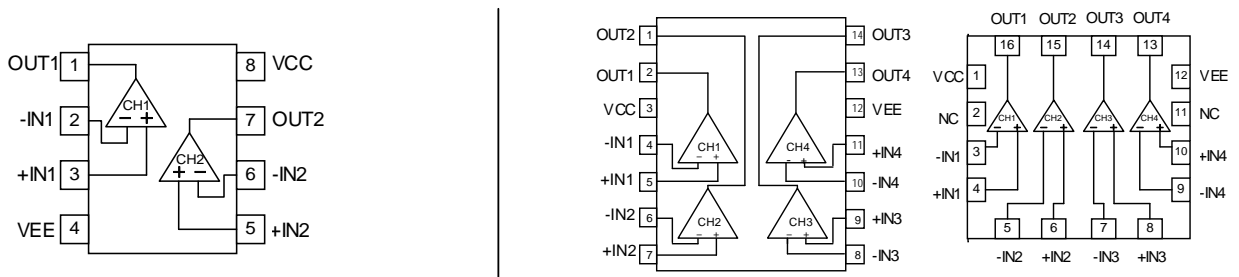 OUT1 1 8 VCC
CH1
-IN1 2 7 OUT2
CH2
+IN1 3 6 -IN2
VEE 4 5 +IN2
OUT2 1 14 OUT3
OUT1 2 13 OUT4
VCC 3 12 VEE
CH1 CH4
-IN1 4 11 +IN4
+IN1 5 10 -IN4
-IN2 6 9 +IN3
CH2 CH3
+IN2 7 8 -IN3
OUT1 OUT2 OUT3 OUT4
16 15 14 13
VCC 1 12 VEE
NC 2 11 NC
CH1 CH2 CH3 CH4
-IN1 3 10 +IN4
+IN1 4 9 -IN4
5 6 7 8
-IN2 +IN2 -IN3 +IN3